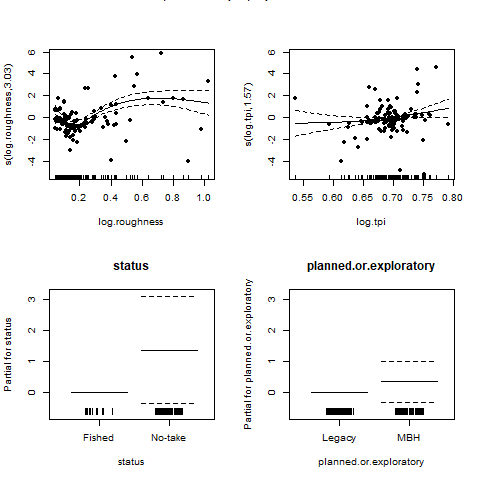 s(log.roughness,3.03)
6
4
2
0
-2
-4
0.2 0.4 0.6 0.8 1.0
log.roughness
s(log.tpi,1.57)
6
4
2
0
-2
-4
0.55 0.60 0.65 0.70 0.75 0.80
log.tpi
status
Partial for status
3
2
1
0
Fished No-take
status
planned.or.exploratory
Partial for planned.or.exploratory
3
2
1
0
Legacy MBH
planned.or.exploratory